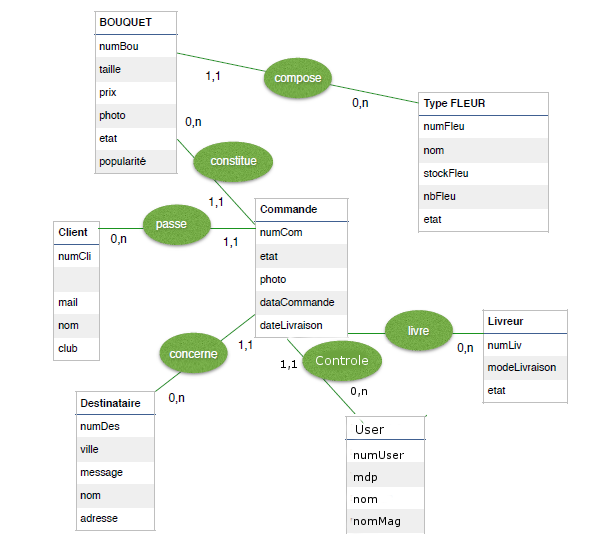 BOUQUET
numBou
taille
prix
photo
etat
popularité
1,1
compose
0,n
Type FLEUR
numFleu
nom
stockFleu
nbFleu
etat
0,n
constitue
1,1
Client
numCli
mail
nom
club
0,n
passe
1,1
Commande
numCom
etat
photo
dataCommande
dateLivraison
livre
0,n
Livreur
numLiv
modeLivraison
etat
concerne
1,1
0,n
1,1
Controle
0,n
Destinataire
numDes
ville
message
nom
adresse
User
numUser
mdp
nom
nomMag